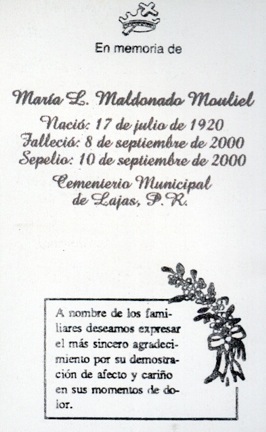 En memoria de
María L. Maldonado Mouliel
Nació: 17 de julio de 1920
Falleció: 8 de septiembre de 2000
Sepelio: 10 de septiembre de 2000
Cementerio Municipal
de Lajas, P.R.
A nombre de los fami-
liares deseamos expresar
el más sincero agradeci-
miento por su demostra-
ción de afecto y cariño
en sus momentos de do-
lor.